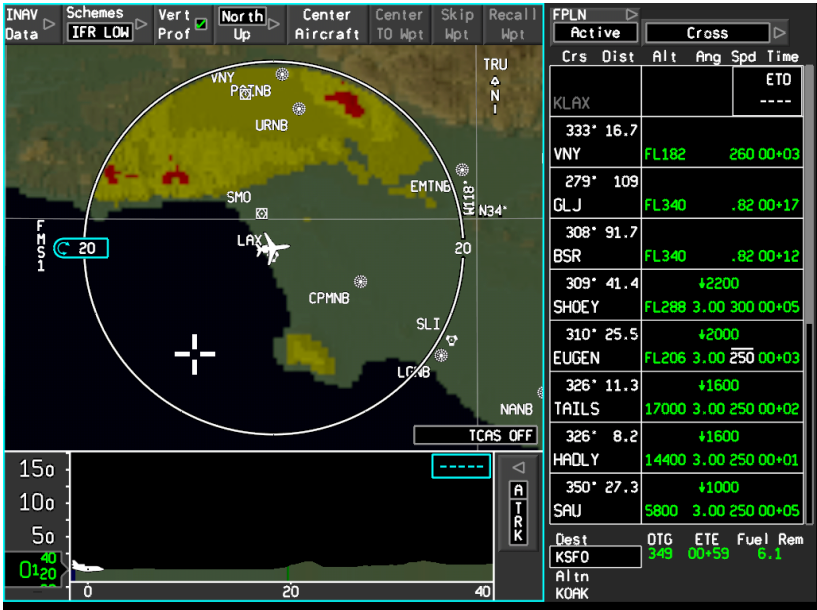 INAV Data
Schemes IFR LOW
Vert Prof
North Up
Center Aircraft
Center TO Wpt
Skip Wpt
Recall Wpt
TRU
N
VNY
NB
URNB
EMTNB
W118°
N34°
SMO
LAX
FMS1
20
20
CPMNB
SLI
LGNB
NANB
TCAS OFF
-----
150
100
50
40
0120
0
20
40
A
TRK
FPLN
Active
Cross
Crs Dist Alt Ang Spd Time
ETO
KLAX ----
333° 16.7
VNY FL182 260 00+03
279° 109
GLJ FL340 .82 00+17
308° 91.7
BSR FL340 .82 00+12
309° 41.4 ↓2200
SHOEY FL288 3.00 300 00+05
310° 25.5 ↓2000
EUGEN FL206 3.00 250 00+03
326° 11.3 ↓1600
TAILS 17000 3.00 250 00+02
326° 8.2 ↓1600
HADLY 14400 3.00 250 00+01
350° 27.3 ↓1000
SAU 5800 3.00 250 00+05
Dest DTG ETE Fuel Rem
KSFO 349 00+59 6.1
Altn
KOAK